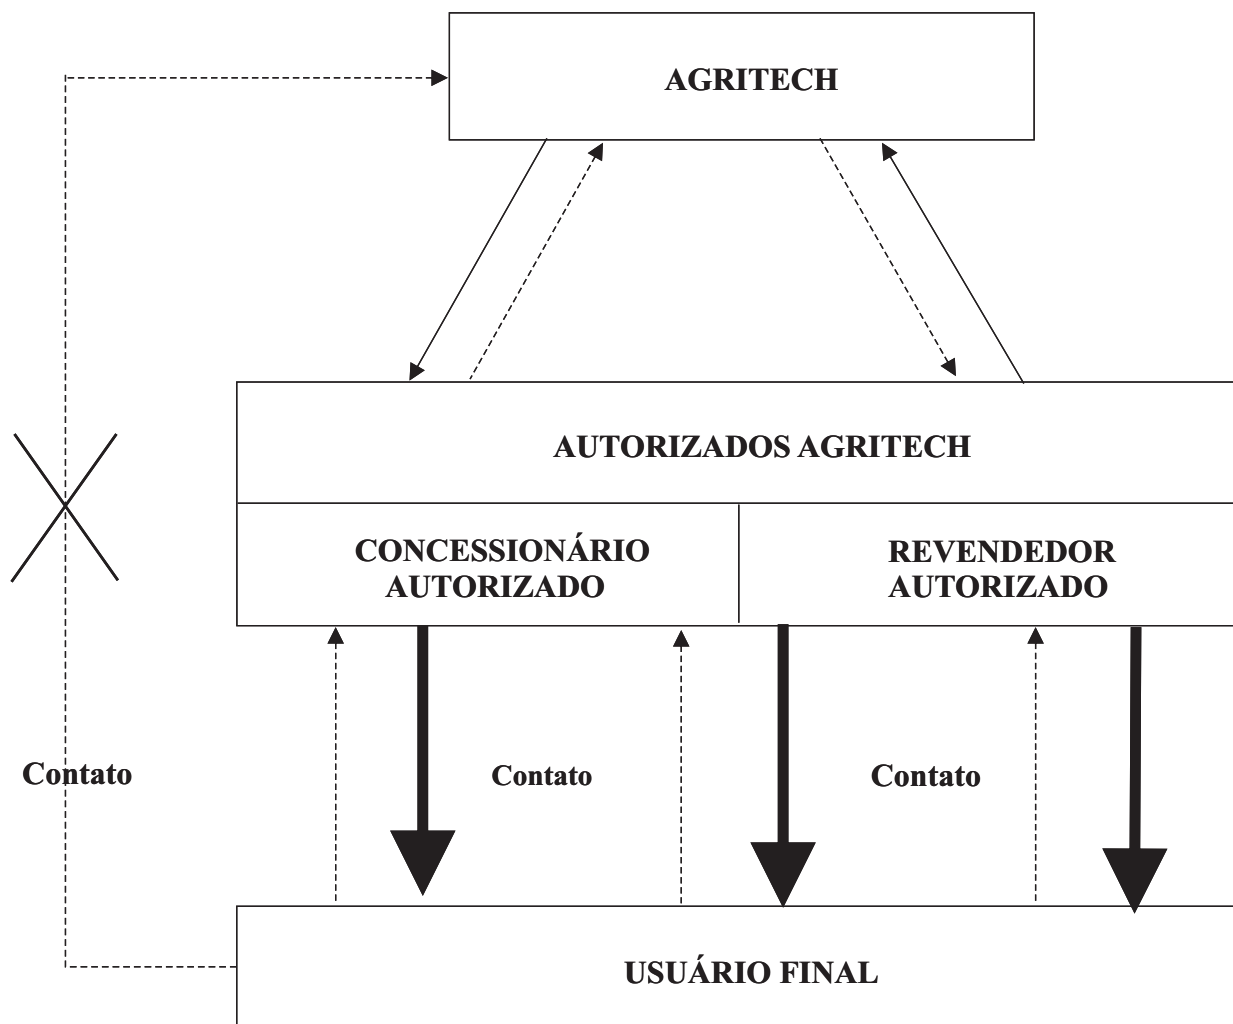 AGRITECH
AUTORIZADOS AGRITECH
CONCESSIONÁRIO
AUTORIZADO
REVENDEDOR
AUTORIZADO
Contato
Contato
Contato
USUÁRIO FINAL